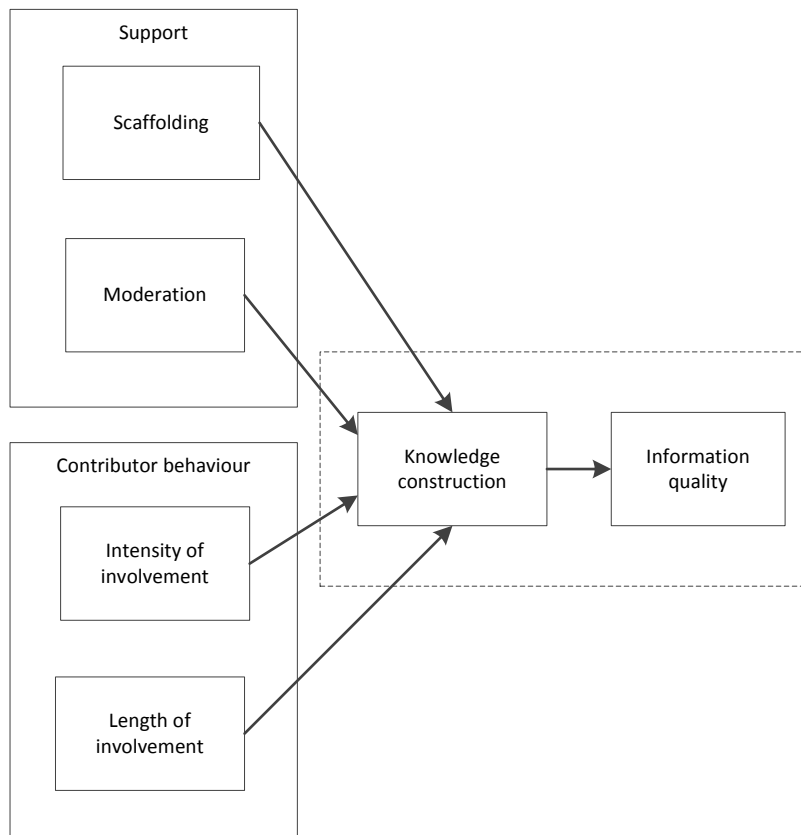 Support
Scaffolding
Moderation
Contributor behaviour
Intensity of
involvement
Length of
involvement
Knowledge
construction
Information
quality